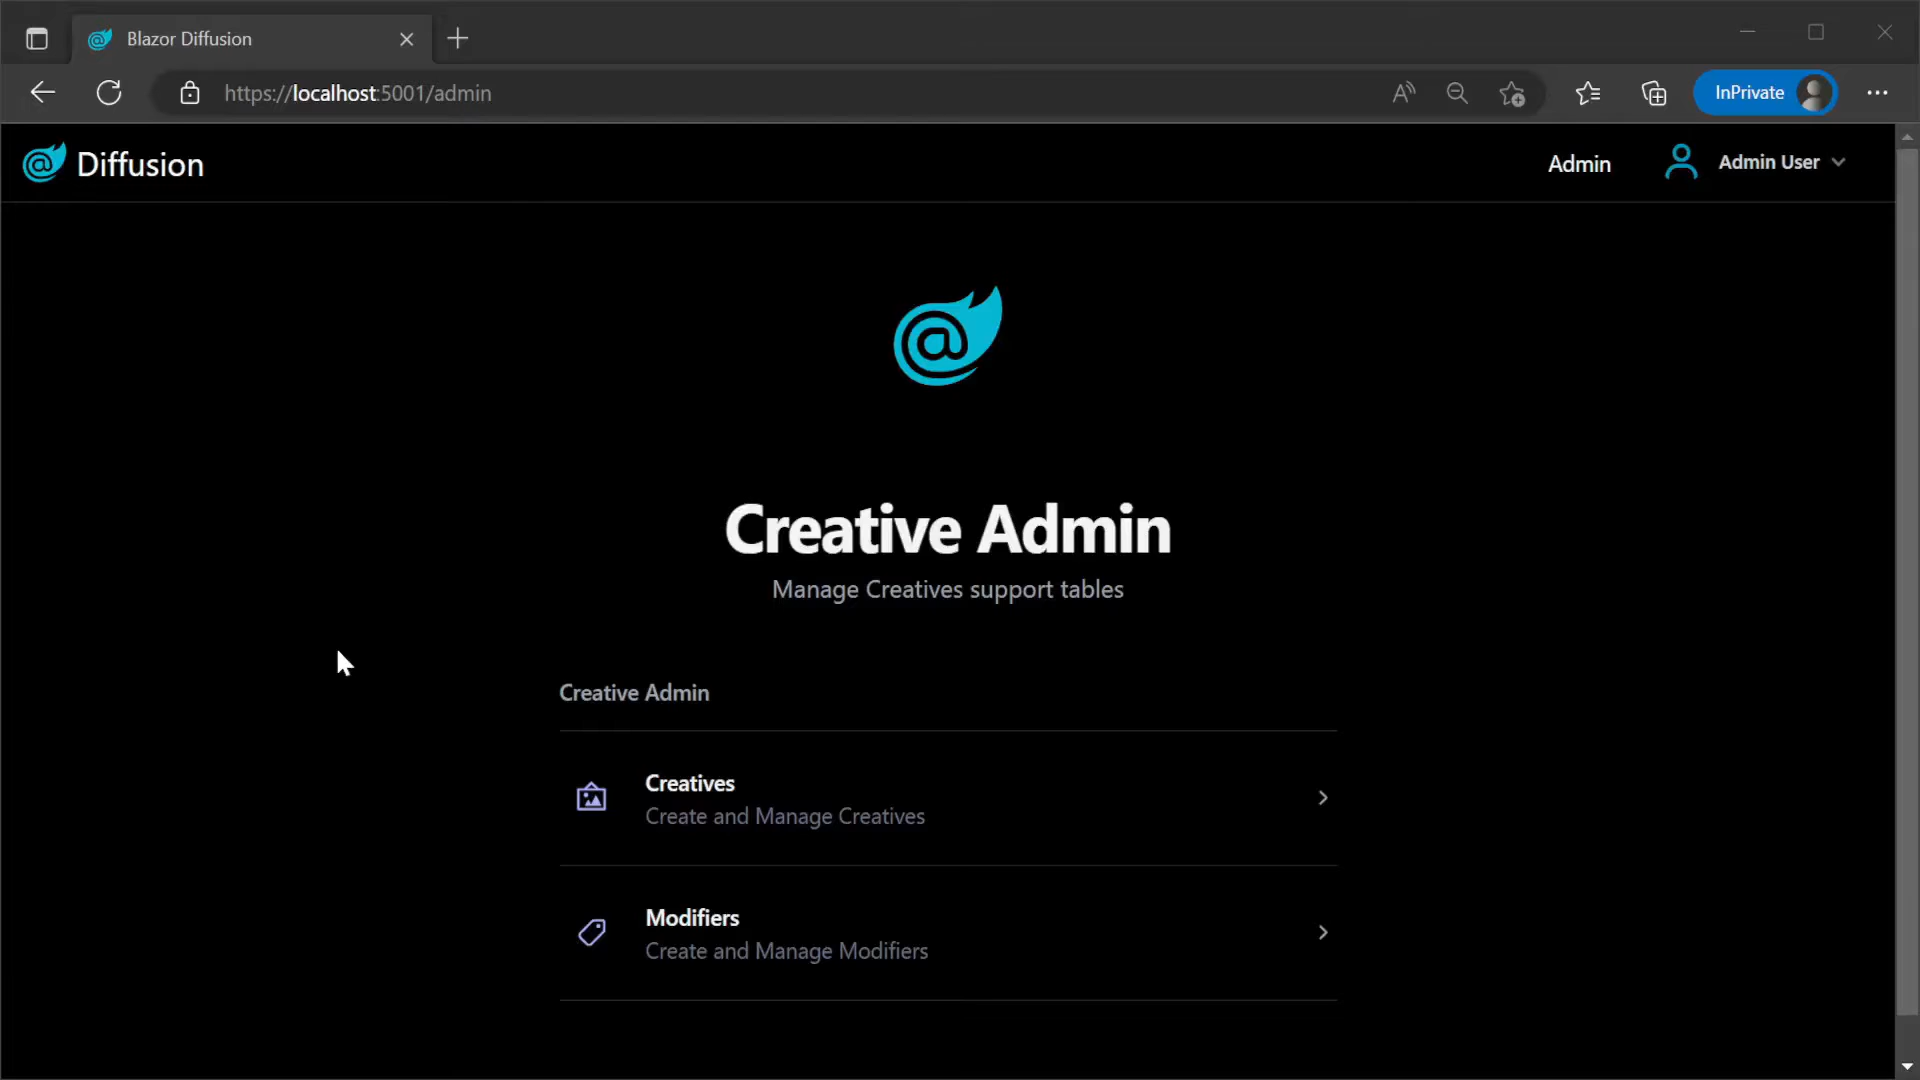 Blazor Diffusion
https://localhost:5001/admin
InPrivate
Diffusion
Admin
Admin User
Creative Admin
Manage Creatives support tables
Creative Admin
Creatives
Create and Manage Creatives
Modifiers
Create and Manage Modifiers